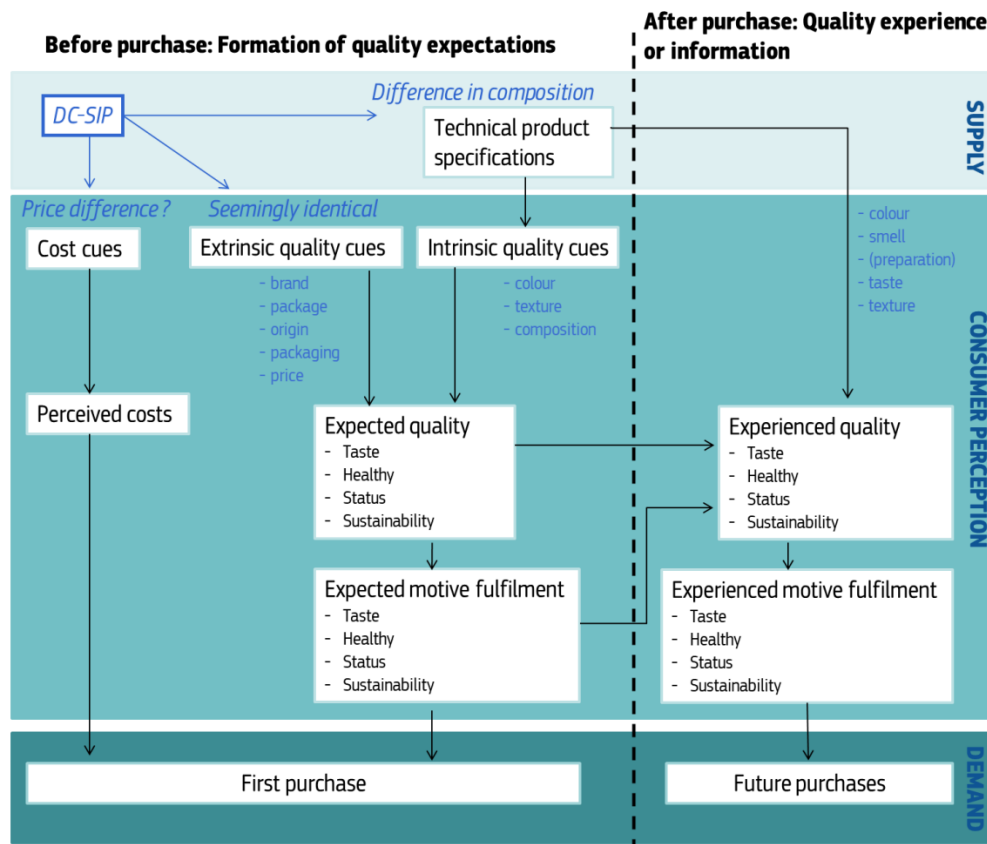 Before purchase: Formation of quality expectations
After purchase: Quality experience
or information
DC-SIP
Difference in composition
Technical product
specifications
SUPPLY
Price difference ?
Seemingly identical
Cost cues
Extrinsic quality cues
- brand
- package
- origin
- packaging
- price
Intrinsic quality cues
- colour
- texture
- composition
- colour
- smell
- (preparation)
- taste
- texture
CONSUMER PERCEPTION
Perceived costs
Expected quality
- Taste
- Healthy
- Status
- Sustainability
Experienced quality
- Taste
- Healthy
- Status
- Sustainability
Expected motive fulfilment
- Taste
- Healthy
- Status
- Sustainability
Experienced motive fulfilment
- Taste
- Healthy
- Status
- Sustainability
First purchase
Future purchases
DEMAND